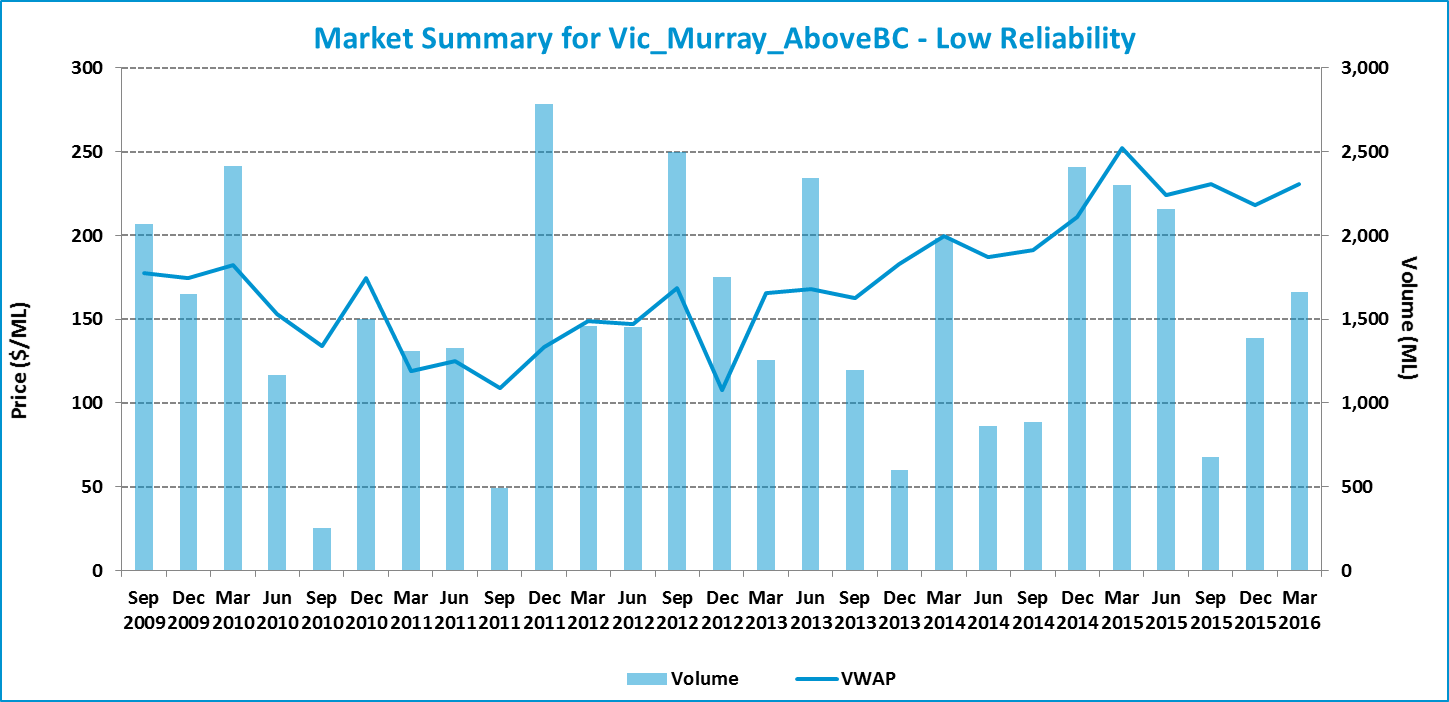 Market Summary for Vic_Murray_AboveBC - Low Reliability
300 3,000
250 2,500
200 2,000
150 1,500
100 1,000
50 500
0 0
Price ($/ML)
Volume (ML)
Sep Dec Mar Jun Sep Dec Mar Jun Sep Dec Mar Jun Sep Dec Mar Jun Sep Dec Mar Jun Sep Dec Mar Jun Sep Dec Mar
2009 2009 2010 2010 2010 2010 2011 2011 2011 2011 2012 2012 2012 2012 2013 2013 2013 2013 2014 2014 2014 2014 2015 2015 2015 2015 2016
Volume VWAP